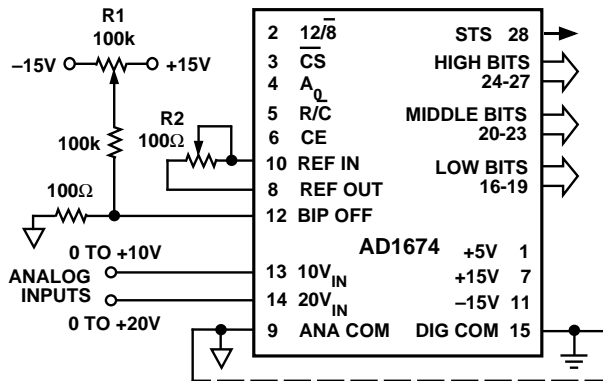 R1
100k
–15V
+15V
100k
R2
100Ω
100Ω
0 TO +10V
ANALOG
INPUTS
0 TO +20V
2 12/8̅
3 C̅S̅
4 A₀
5 R/C̅
6 CE
10 REF IN
8 REF OUT
12 BIP OFF
AD1674
13 10VIN
14 20VIN
9 ANA COM
STS 28
HIGH BITS
24-27
MIDDLE BITS
20-23
LOW BITS
16-19
+5V 1
+15V 7
–15V 11
DIG COM 15